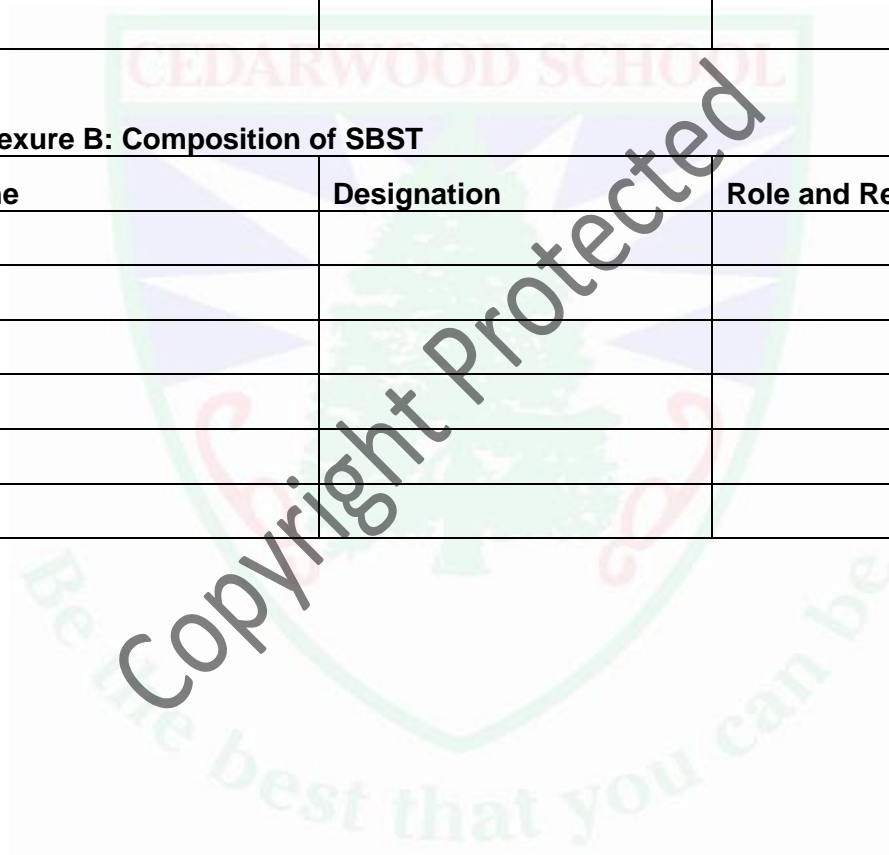 CEDARWOOD SCHOOL
exure B: Composition of SBST
e Designation Role and Re
Copyright Protected
Be the best that you can be